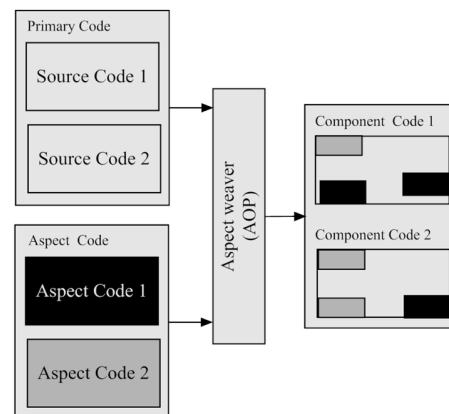 Primary Code
Source Code 1
Source Code 2
Aspect Code
Aspect Code 1
Aspect Code 2
Aspect weaver
(AOP)
Component Code 1
Component Code 2